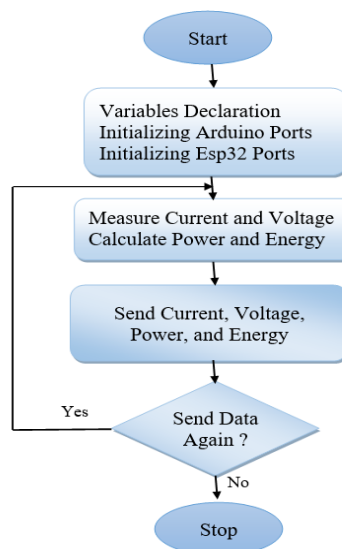 Start
Variables Declaration
Initializing Arduino Ports
Initializing Esp32 Ports
Measure Current and Voltage
Calculate Power and Energy
Send Current, Voltage,
Power, and Energy
Yes
Send Data
Again ?
No
Stop